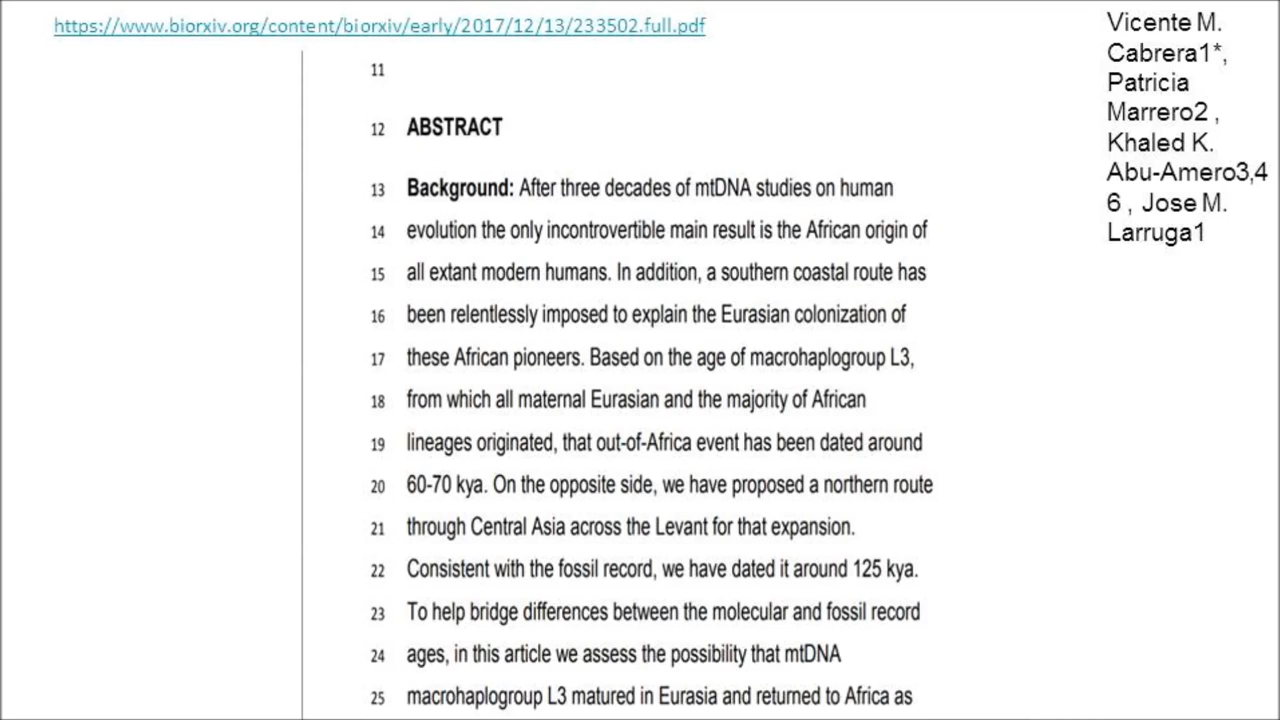 https://www.biorxiv.org/content/biorxiv/early/2017/12/13/233502.full.pdf
11
12 ABSTRACT
13 Background: After three decades of mtDNA studies on human
14 evolution the only incontrovertible main result is the African origin of
15 all extant modern humans. In addition, a southern coastal route has
16 been relentlessly imposed to explain the Eurasian colonization of
17 these African pioneers. Based on the age of macrohaplogroup L3,
18 from which all maternal Eurasian and the majority of African
19 lineages originated, that out-of-Africa event has been dated around
20 60-70 kya. On the opposite side, we have proposed a northern route
21 through Central Asia across the Levant for that expansion.
22 Consistent with the fossil record, we have dated it around 125 kya.
23 To help bridge differences between the molecular and fossil record
24 ages, in this article we assess the possibility that mtDNA
25 macrohaplogroup L3 matured in Eurasia and returned to Africa as
Vicente M.
Cabrera1*,
Patricia
Marrero2 ,
Khaled K.
Abu-Amero3,4
6 , Jose M.
Larruga1